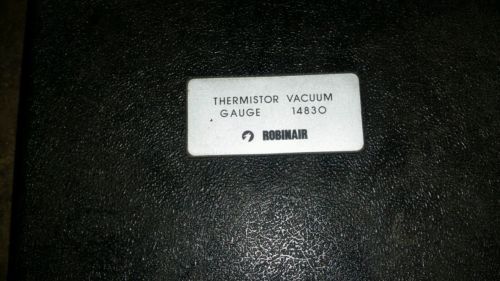 THERMISTOR VACUUM
GAUGE 14830
ROBINAIR